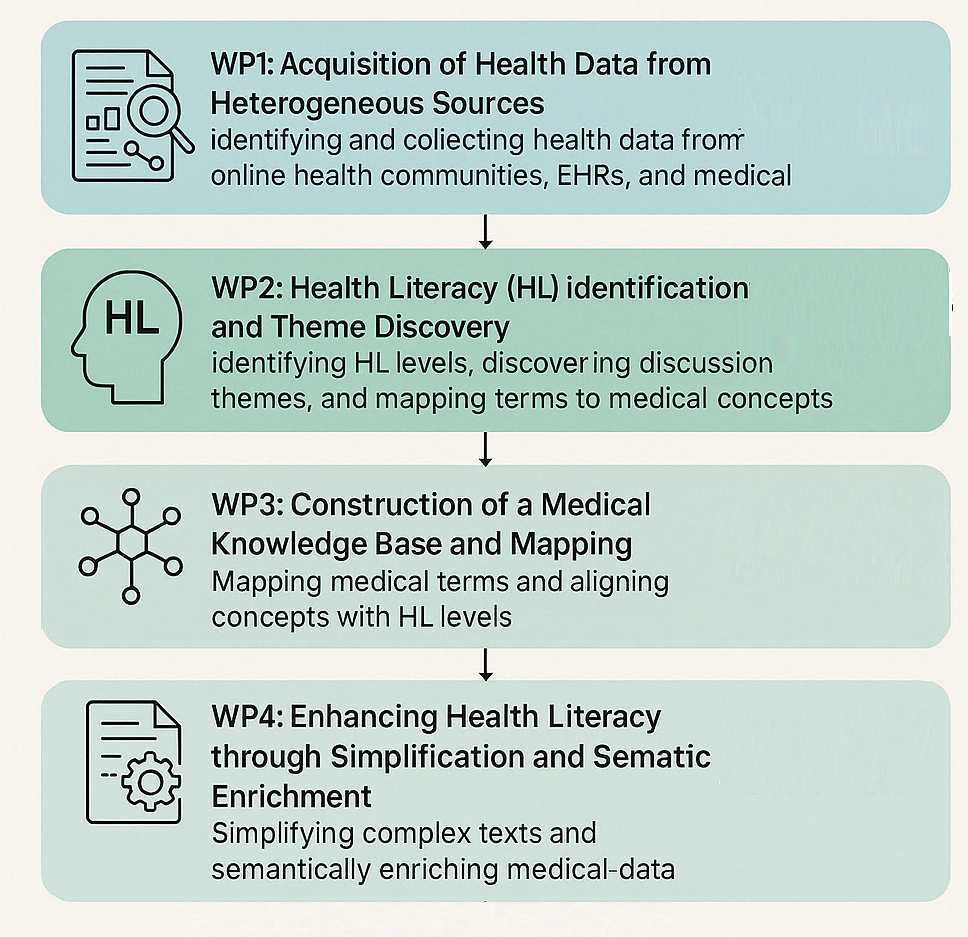 WP1: Acquisition of Health Data from
Heterogeneous Sources
identifying and collecting health data from
online health communities, EHRs, and medical
HL
WP2: Health Literacy (HL) identification
and Theme Discovery
identifying HL levels, discovering discussion
themes, and mapping terms to medical concepts
WP3: Construction of a Medical
Knowledge Base and Mapping
Mapping medical terms and aligning
concepts with HL levels
WP4: Enhancing Health Literacy
through Simplification and Sematic
Enrichment
Simplifying complex texts and
semantically enriching medical-data